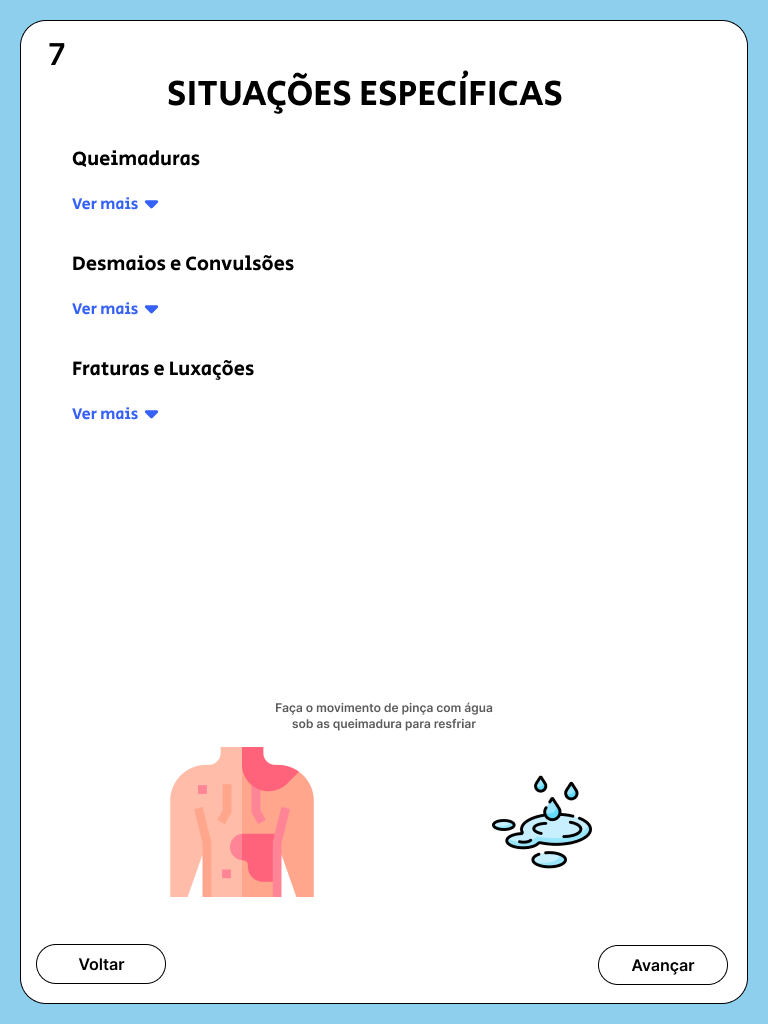 7
SITUAÇÕES ESPECÍFICAS
Queimaduras
Ver mais
Desmaios e Convulsões
Ver mais
Fraturas e Luxações
Ver mais
Faça o movimento de pinça com água
sob as queimadura para resfriar
Voltar
Avançar